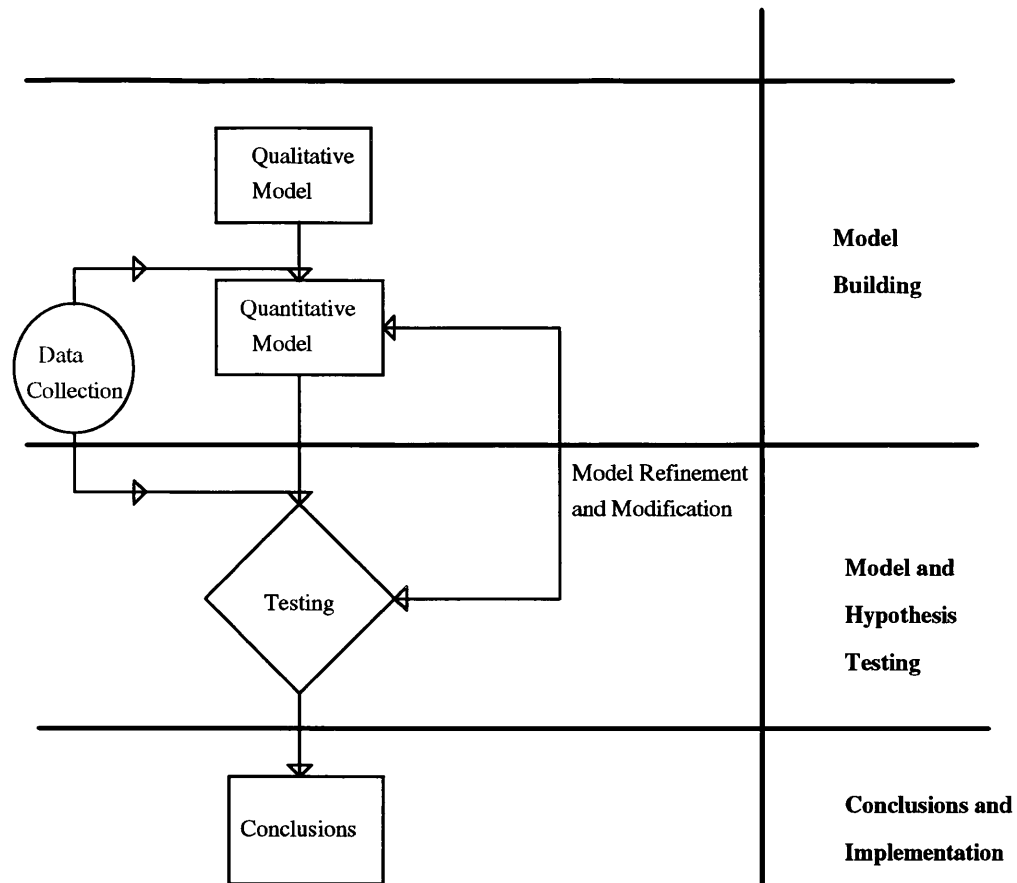 Qualitative
Model
Model
Building
Quantitative
Model
Data
Collection
Model Refinement
and Modification
Testing
Model and
Hypothesis
Testing
Conclusions
Conclusions and
Implementation